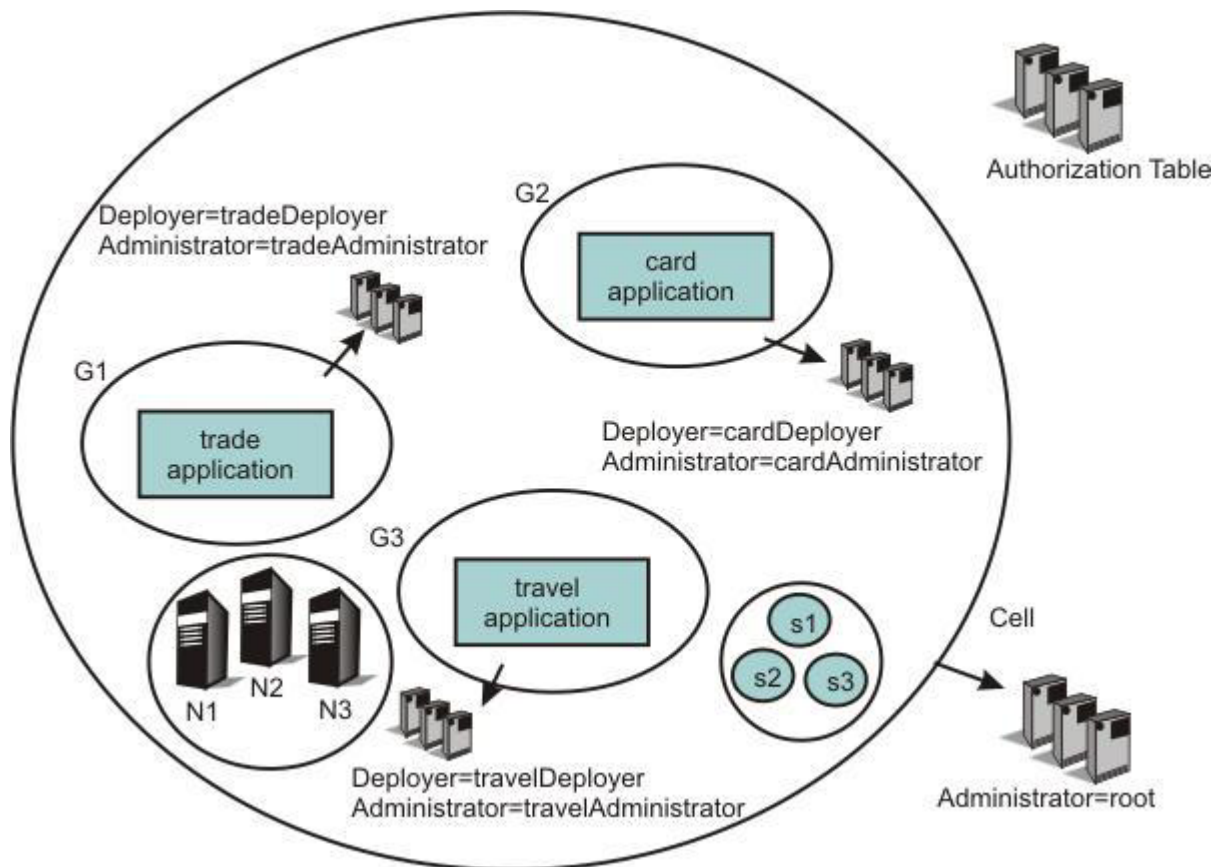 Authorization Table
G2
card
application
Deployer=tradeDeployer
Administrator=tradeAdministrator
G1
trade
application
Deployer=cardDeployer
Administrator=cardAdministrator
G3
travel
application
N1
N2
N3
s1
s2
s3
Cell
Deployer=travelDeployer
Administrator=travelAdministrator
Administrator=root